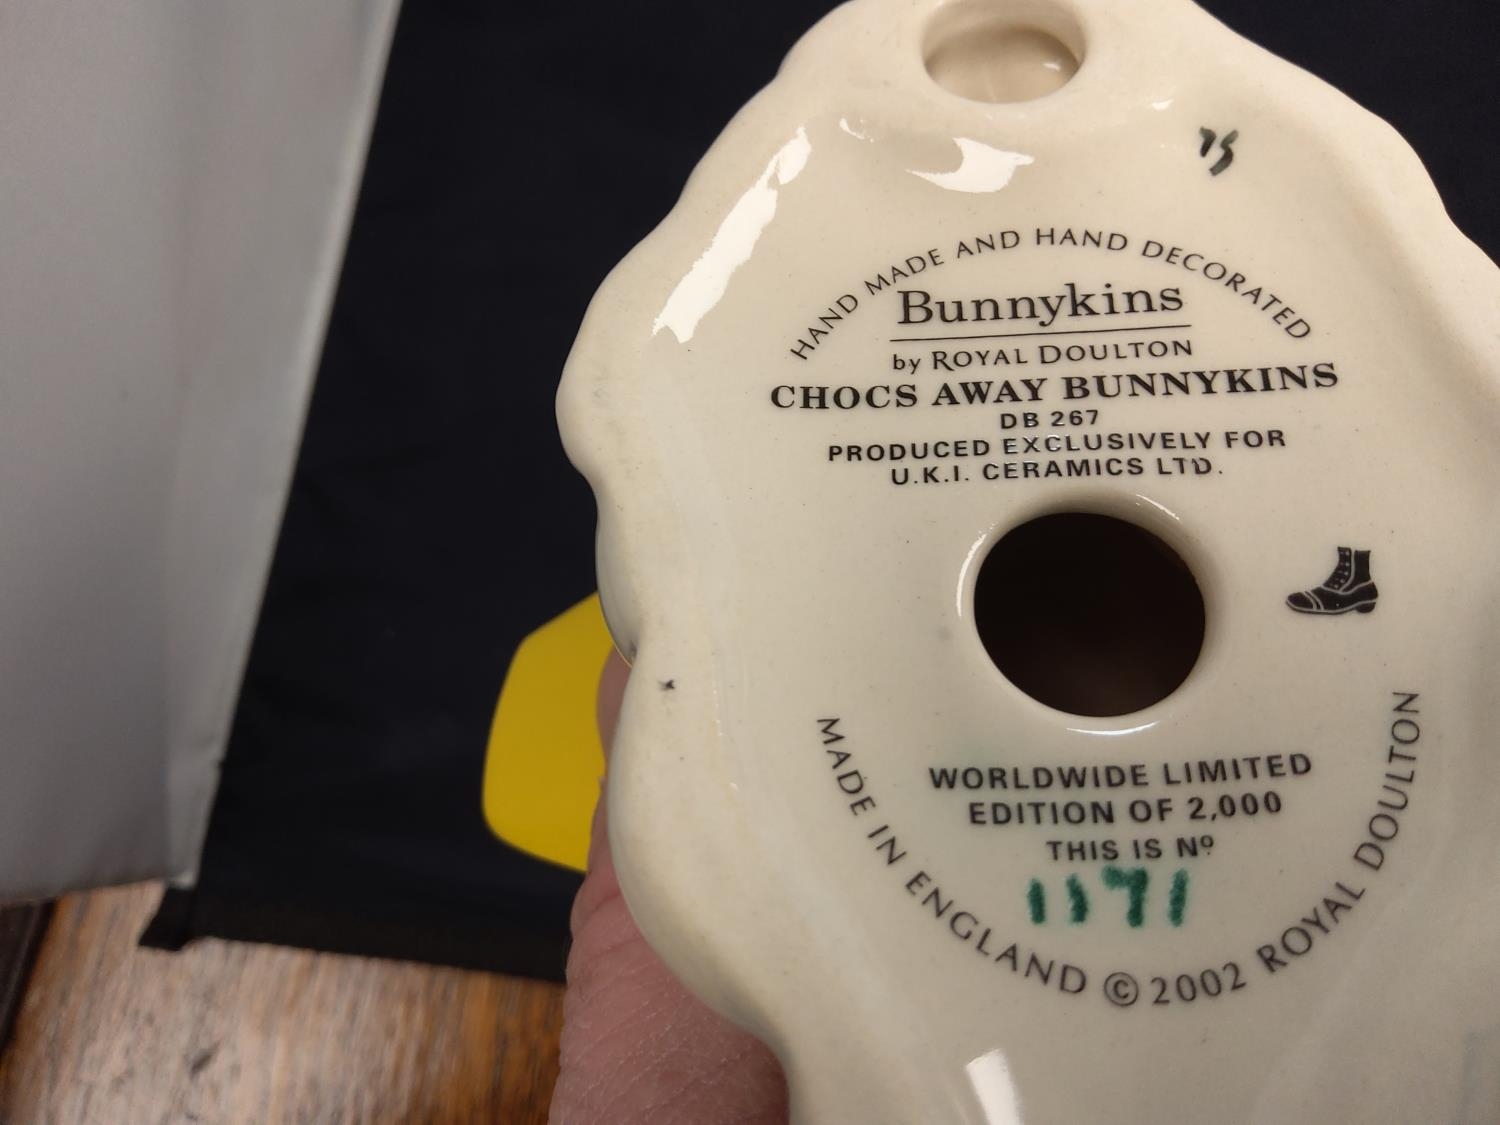 HAND MADE AND HAND DECORATED
Bunnykins
by ROYAL DOULTON
CHOCS AWAY BUNNYKINS
DB 267
PRODUCED EXCLUSIVELY FOR
U.K.I. CERAMICS LTD.
WORLDWIDE LIMITED
EDITION OF 2,000
THIS IS Nº
1171
MADE IN ENGLAND © 2002 ROYAL DOULTON